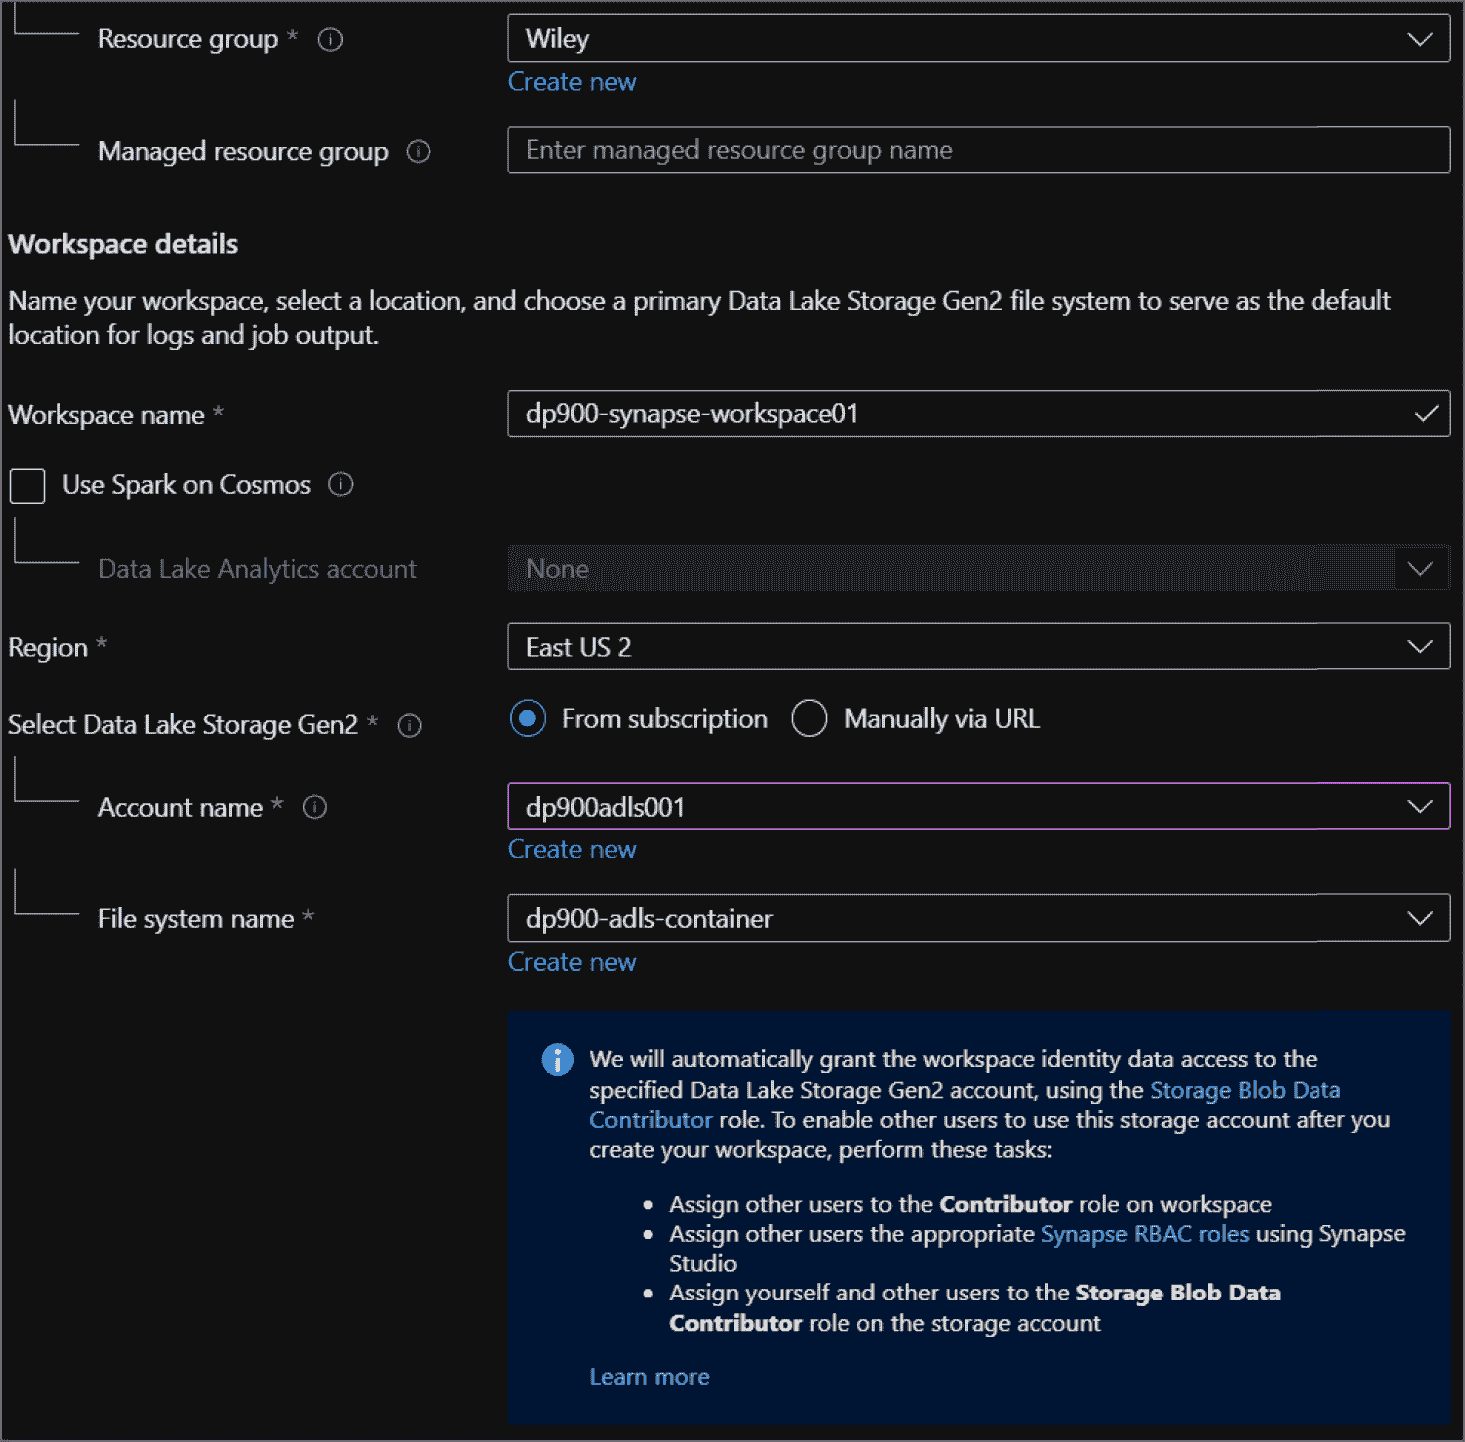 Resource group *
Wiley
Create new
Managed resource group
Enter managed resource group name
Workspace details
Name your workspace, select a location, and choose a primary Data Lake Storage Gen2 file system to serve as the default
location for logs and job output.
Workspace name *
dp900-synapse-workspace01
Use Spark on Cosmos
Data Lake Analytics account
None
Region *
East US 2
Select Data Lake Storage Gen2 *
From subscription
Manually via URL
Account name *
dp900adls001
Create new
File system name *
dp900-adls-container
Create new
We will automatically grant the workspace identity data access to the
specified Data Lake Storage Gen2 account, using the Storage Blob Data
Contributor role. To enable other users to use this storage account after you
create your workspace, perform these tasks:
• Assign other users to the Contributor role on workspace
• Assign other users the appropriate Synapse RBAC roles using Synapse
Studio
• Assign yourself and other users to the Storage Blob Data
Contributor role on the storage account
Learn more